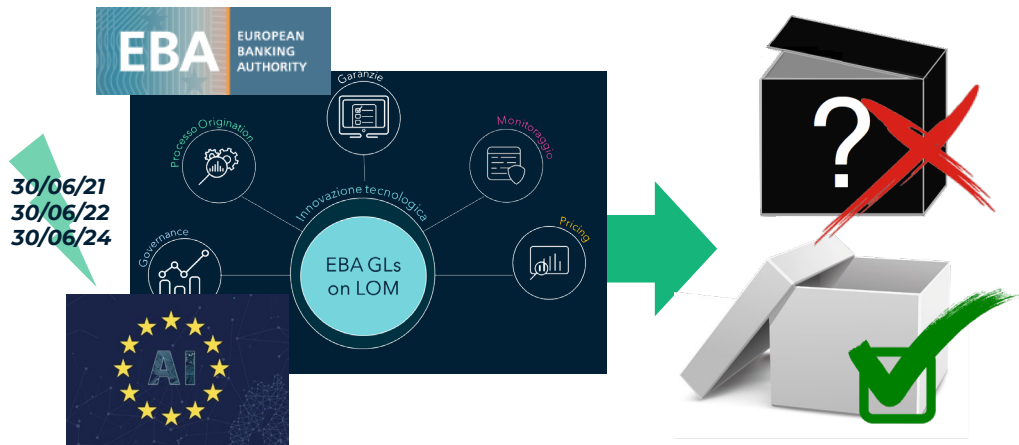 EBA
EUROPEAN
BANKING
AUTHORITY
Garanzie
Processo Origination
Monitoraggio
?
30/06/21
30/06/22
30/06/24
Innovazione tecnologica
Governance
Pricing
EBA GLs
on LOM
AI